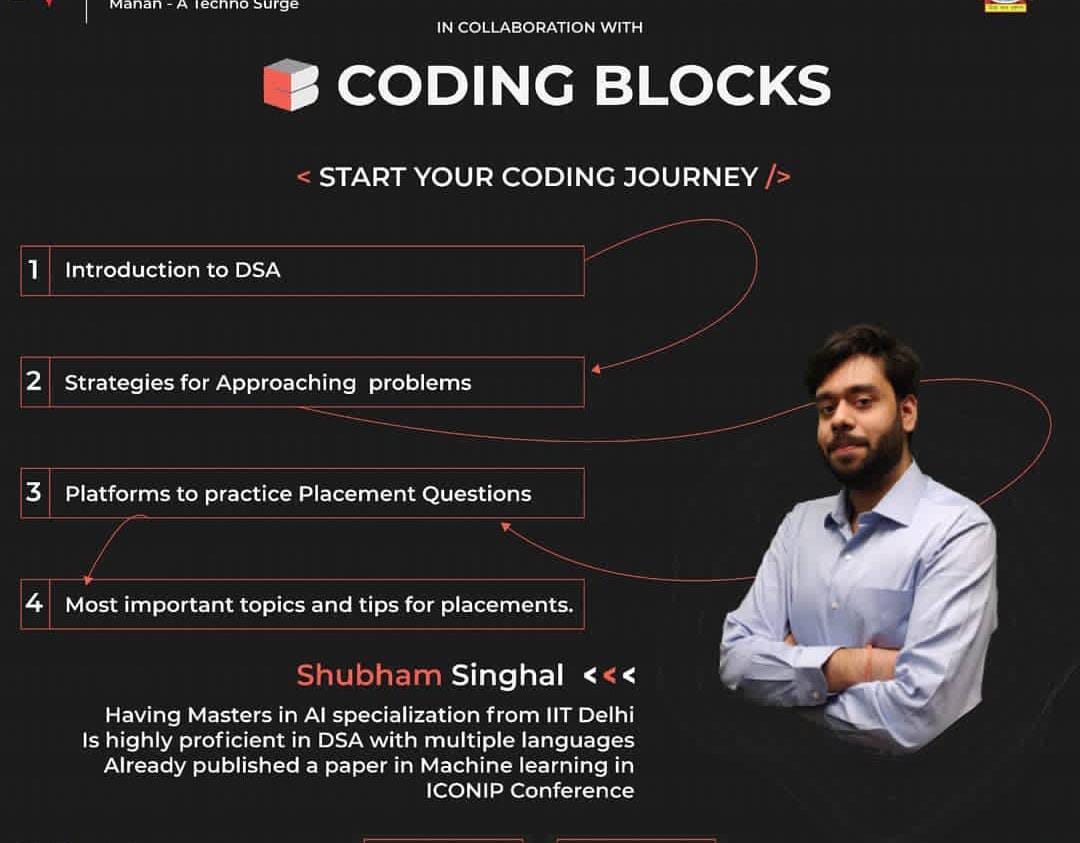 Manan - A Techno Surge
IN COLLABORATION WITH
CODING BLOCKS
< START YOUR CODING JOURNEY />
1 Introduction to DSA
2 Strategies for Approaching problems
3 Platforms to practice Placement Questions
4 Most important topics and tips for placements.
Shubham Singhal <<<
Having Masters in AI specialization from IIT Delhi
Is highly proficient in DSA with multiple languages
Already published a paper in Machine learning in
ICONIP Conference